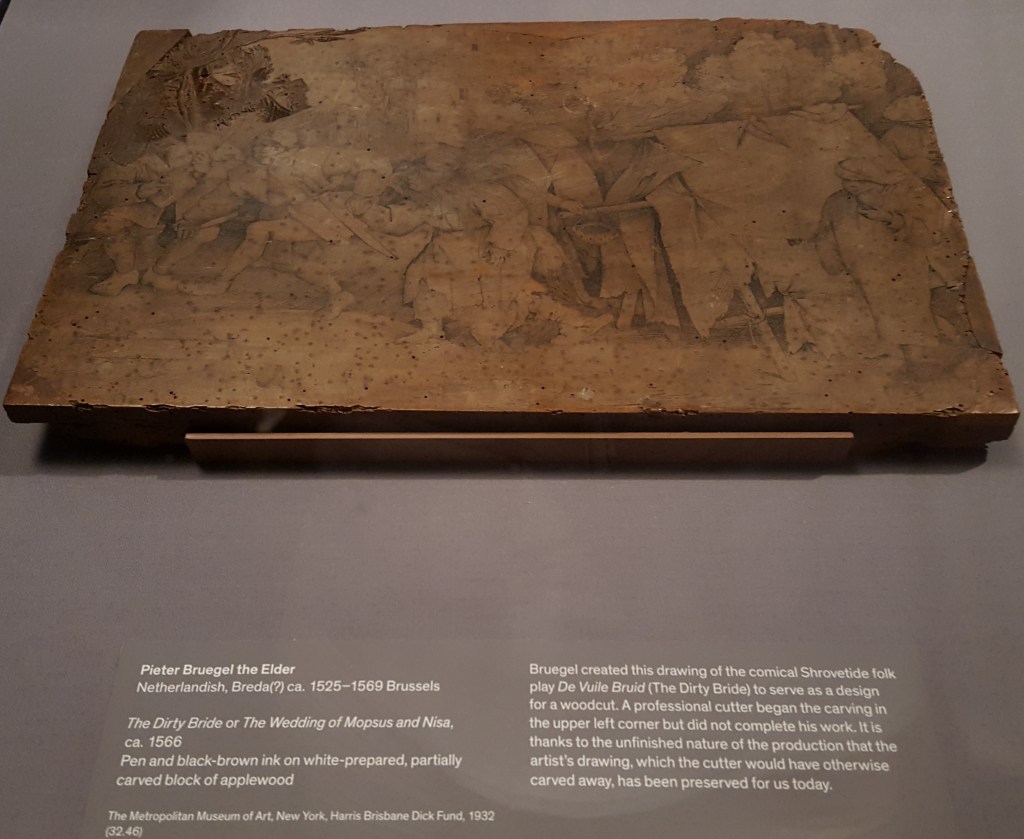 Pieter Bruegel the Elder
Netherlandish, Breda(?) ca. 1525–1569 Brussels
The Dirty Bride or The Wedding of Mopsus and Nisa,
ca. 1566
Pen and black-brown ink on white-prepared, partially
carved block of applewood
The Metropolitan Museum of Art, New York, Harris Brisbane Dick Fund, 1932
(32.46)
Bruegel created this drawing of the comical Shrovetide folk
play De Vuile Bruid (The Dirty Bride) to serve as a design
for a woodcut. A professional cutter began the carving in
the upper left corner but did not complete his work. It is
thanks to the unfinished nature of the production that the
artist's drawing, which the cutter would have otherwise
carved away, has been preserved for us today.